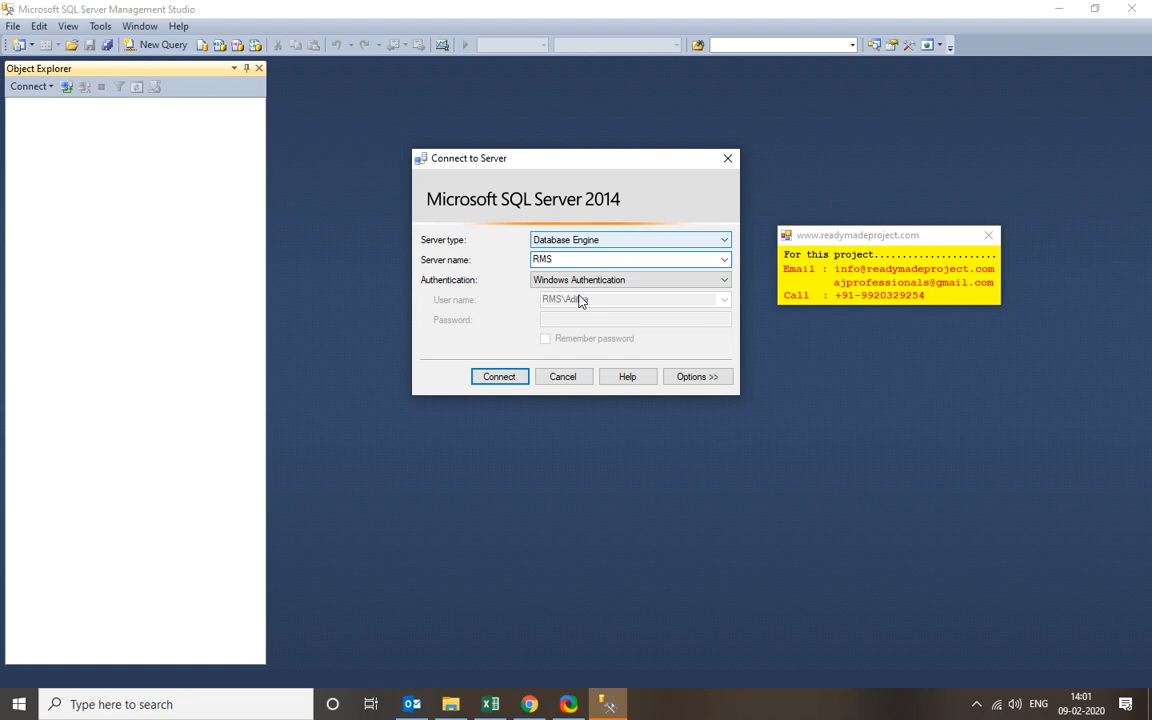 Microsoft SQL Server Management Studio
File Edit View Tools Window Help
New Query
Object Explorer
Connect
Connect to Server
Microsoft SQL Server 2014
Server type: Database Engine
Server name: RMS
Authentication: Windows Authentication
User name:
Password:
Remember password
Connect Cancel Help Options >>
www.readymadeproject.com
For this project......................
Email : info@readymadeproject.com
ajprofessionals@gmail.com
Call : +91-9920329254
Type here to search
ENG
14:01
09-02-2020